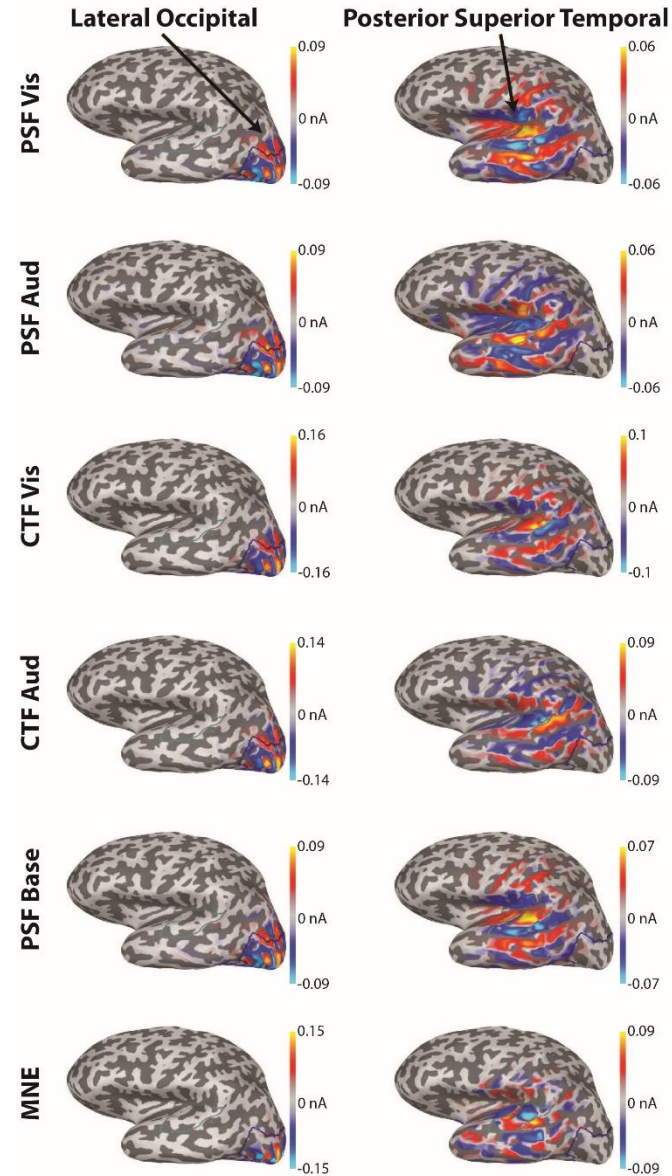 Lateral Occipital
Posterior Superior Temporal
PSF Vis
0.09
0 nA
-0.09
0.06
0 nA
-0.06
PSF Aud
0.09
0 nA
-0.09
0.06
0 nA
-0.06
CTF Vis
0.16
0 nA
-0.16
0.1
0 nA
-0.1
CTF Aud
0.14
0 nA
-0.14
0.09
0 nA
-0.09
PSF Base
0.09
0 nA
-0.09
0.07
0 nA
-0.07
MNE
0.15
0 nA
-0.15
0.09
0 nA
-0.09